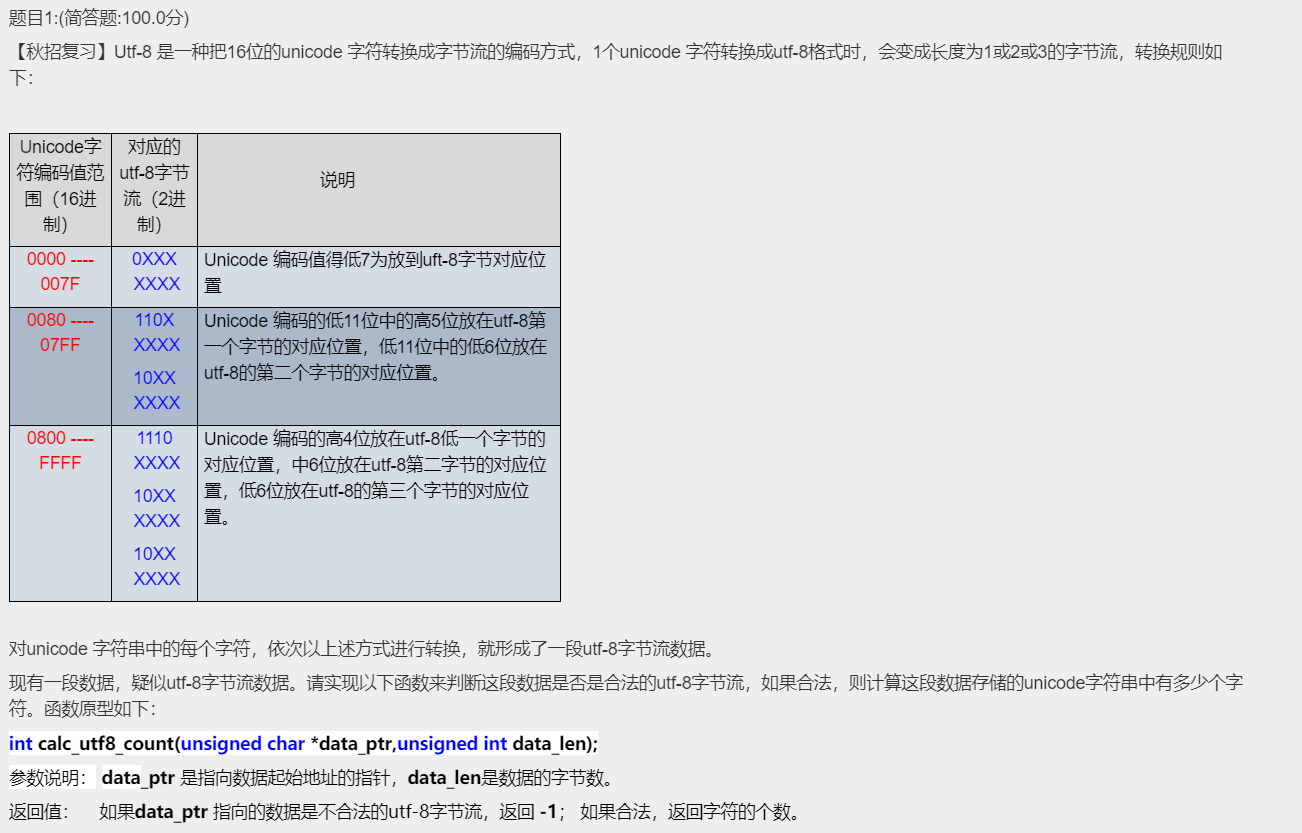 题目1:(简答题:100.0分)
【秋招复习】Utf-8 是一种把16位的unicode 字符转换成字节流的编码方式，1个unicode 字符转换成utf-8格式时，会变成长度为1或2或3的字节流，转换规则如
下：
Unicode字
符编码值范
围（16进
制）
对应的
utf-8字节
流（2进
制）
说明
0000 ----
007F
0XXX
XXXX
Unicode 编码值得低7为放到uft-8字节对应位
置
0080 ----
07FF
110X
XXXX
10XX
XXXX
Unicode 编码的低11位中的高5位放在utf-8第
一个字节的对应位置，低11位中的低6位放在
utf-8的第二个字节的对应位置。
0800 ----
FFFF
1110
XXXX
10XX
XXXX
10XX
XXXX
Unicode 编码的高4位放在utf-8低一个字节的
对应位置，中6位放在utf-8第二字节的对应位
置，低6位放在utf-8的第三个字节的对应位
置。
对unicode 字符串中的每个字符，依次以上述方式进行转换，就形成了一段utf-8字节流数据。
现有一段数据，疑似utf-8字节流数据。请实现以下函数来判断这段数据是否是合法的utf-8字节流，如果合法，则计算这段数据存储的unicode字符串中有多少个字
符。函数原型如下：
int calc_utf8_count(unsigned char *data_ptr,unsigned int data_len);
参数说明： data_ptr 是指向数据起始地址的指针，data_len是数据的字节数。
返回值： 如果data_ptr 指向的数据是不合法的utf-8字节流，返回 -1； 如果合法，返回字符的个数。